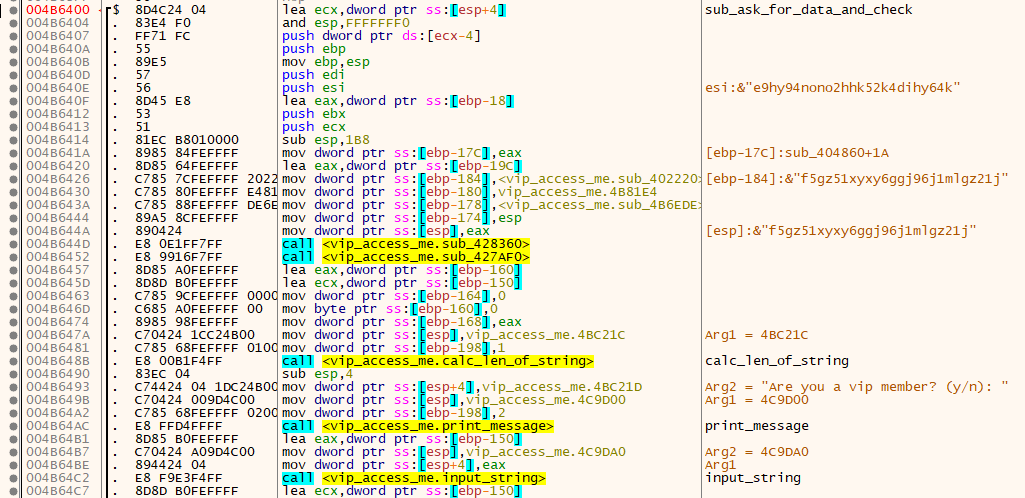 004B6400 $ 8D4C24 04 lea ecx,dword ptr ss:[esp+4] sub_ask_for_data_and_check
004B6404 . 83E4 F0 and esp,FFFFFFF0
004B6407 . FF71 FC push dword ptr ds:[ecx-4]
004B640A . 55 push ebp
004B640B . 89E5 mov ebp,esp
004B640D . 57 push edi
004B640E . 56 push esi esi:&"e9hy94nono2hhk52k4dihy64k"
004B640F . 8D45 E8 lea eax,dword ptr ss:[ebp-18]
004B6412 . 53 push ebx
004B6413 . 51 push ecx
004B6414 . 81EC B8010000 sub esp,1B8
004B641A . 8985 84FEFFFF mov dword ptr ss:[ebp-17C],eax [ebp-17C]:sub_404860+1A
004B6420 . 8D85 64FEFFFF lea eax,dword ptr ss:[ebp-19C]
004B6426 . C785 7CFEFFFF 2022 mov dword ptr ss:[ebp-184],<vip_access_me.sub_402220> [ebp-184]:&"f5gz51xyxy6ggj96j1mlgz21j"
004B6430 . C785 80FEFFFF E481 mov dword ptr ss:[ebp-180],vip_access_me.4B81E4
004B643A . C785 88FEFFFF DE6E mov dword ptr ss:[ebp-178],<vip_access_me.sub_4B6EDE>
004B6444 . 89A5 8CFEFFFF mov dword ptr ss:[ebp-174],esp
004B644A . 890424 mov dword ptr ss:[esp],eax [esp]:&"f5gz51xyxy6ggj96j1mlgz21j"
004B644D . E8 0E1FF7FF call <vip_access_me.sub_428360>
004B6452 . E8 9916F7FF call <vip_access_me.sub_427AF0>
004B6457 . 8D85 A0FEFFFF lea eax,dword ptr ss:[ebp-160]
004B645D . 8D8D B0FEFFFF lea ecx,dword ptr ss:[ebp-150]
004B6463 . C785 9CFEFFFF 0000 mov dword ptr ss:[ebp-164],0
004B646D . C685 A0FEFFFF 00 mov byte ptr ss:[ebp-160],0
004B6474 . 8985 98FEFFFF mov dword ptr ss:[ebp-168],eax
004B647A . C70424 1CC24B00 mov dword ptr ss:[esp],vip_access_me.4BC21C Arg1 = 4BC21C
004B6481 . C785 68FEFFFF 0100 mov dword ptr ss:[ebp-198],1
004B648B . E8 00B1F4FF call <vip_access_me.calc_len_of_string> calc_len_of_string
004B6490 . 83EC 04 sub esp,4
004B6493 . C74424 04 1DC24B00 mov dword ptr ss:[esp+4],vip_access_me.4BC21D Arg2 = "Are you a vip member? (y/n): "
004B649B . C70424 009D4C00 mov dword ptr ss:[esp],vip_access_me.4C9D00 Arg1 = 4C9D00
004B64A2 . C785 68FEFFFF 0200 mov dword ptr ss:[ebp-198],2
004B64AC . E8 FFD4FFFF call <vip_access_me.print_message> print_message
004B64B1 . 8D85 B0FEFFFF lea eax,dword ptr ss:[ebp-150]
004B64B7 . C70424 A09D4C00 mov dword ptr ss:[esp],vip_access_me.4C9DA0 Arg2 = 4C9DA0
004B64BE . 894424 04 mov dword ptr ss:[esp+4],eax Arg1
004B64C2 . E8 F9E3F4FF call <vip_access_me.input_string> input_string
004B64C7 . 8D8D B0FEFFFF lea ecx,dword ptr ss:[ebp-150]